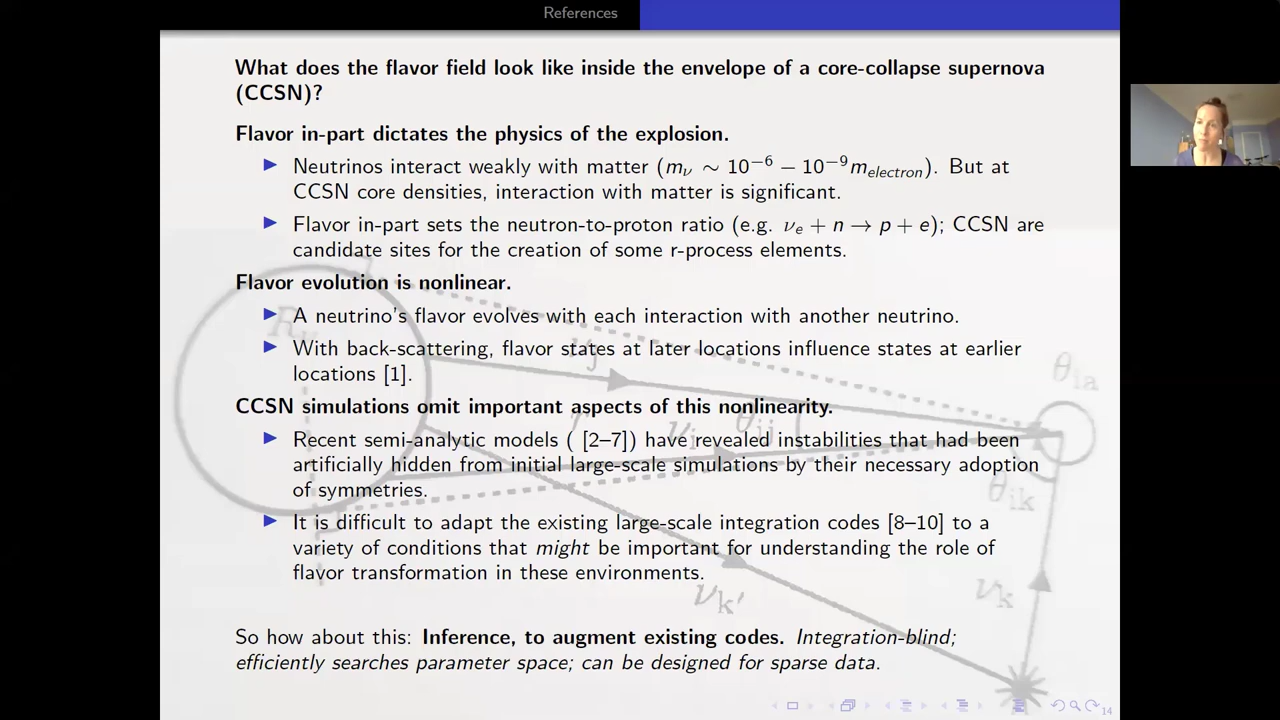 References
What does the flavor field look like inside the envelope of a core-collapse supernova
(CCSN)?
Flavor in-part dictates the physics of the explosion.
▶ Neutrinos interact weakly with matter (mν ∼ 10⁻⁶ − 10⁻⁹m_electron). But at
CCSN core densities, interaction with matter is significant.
▶ Flavor in-part sets the neutron-to-proton ratio (e.g. νe + n → p + e); CCSN are
candidate sites for the creation of some r-process elements.
Flavor evolution is nonlinear.
▶ A neutrino's flavor evolves with each interaction with another neutrino.
▶ With back-scattering, flavor states at later locations influence states at earlier
locations [1].
CCSN simulations omit important aspects of this nonlinearity.
▶ Recent semi-analytic models ( [2–7]) have revealed instabilities that had been
artificially hidden from initial large-scale simulations by their necessary adoption
of symmetries.
▶ It is difficult to adapt the existing large-scale integration codes [8–10] to a
variety of conditions that might be important for understanding the role of
flavor transformation in these environments.
So how about this: Inference, to augment existing codes. Integration-blind;
efficiently searches parameter space; can be designed for sparse data.
νj
θia
θij
νi
θik
νk
νk'
14